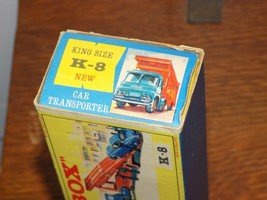 KING SIZE
K-8
NEW
CAR
TRANSPORTER
BOX"
K-8